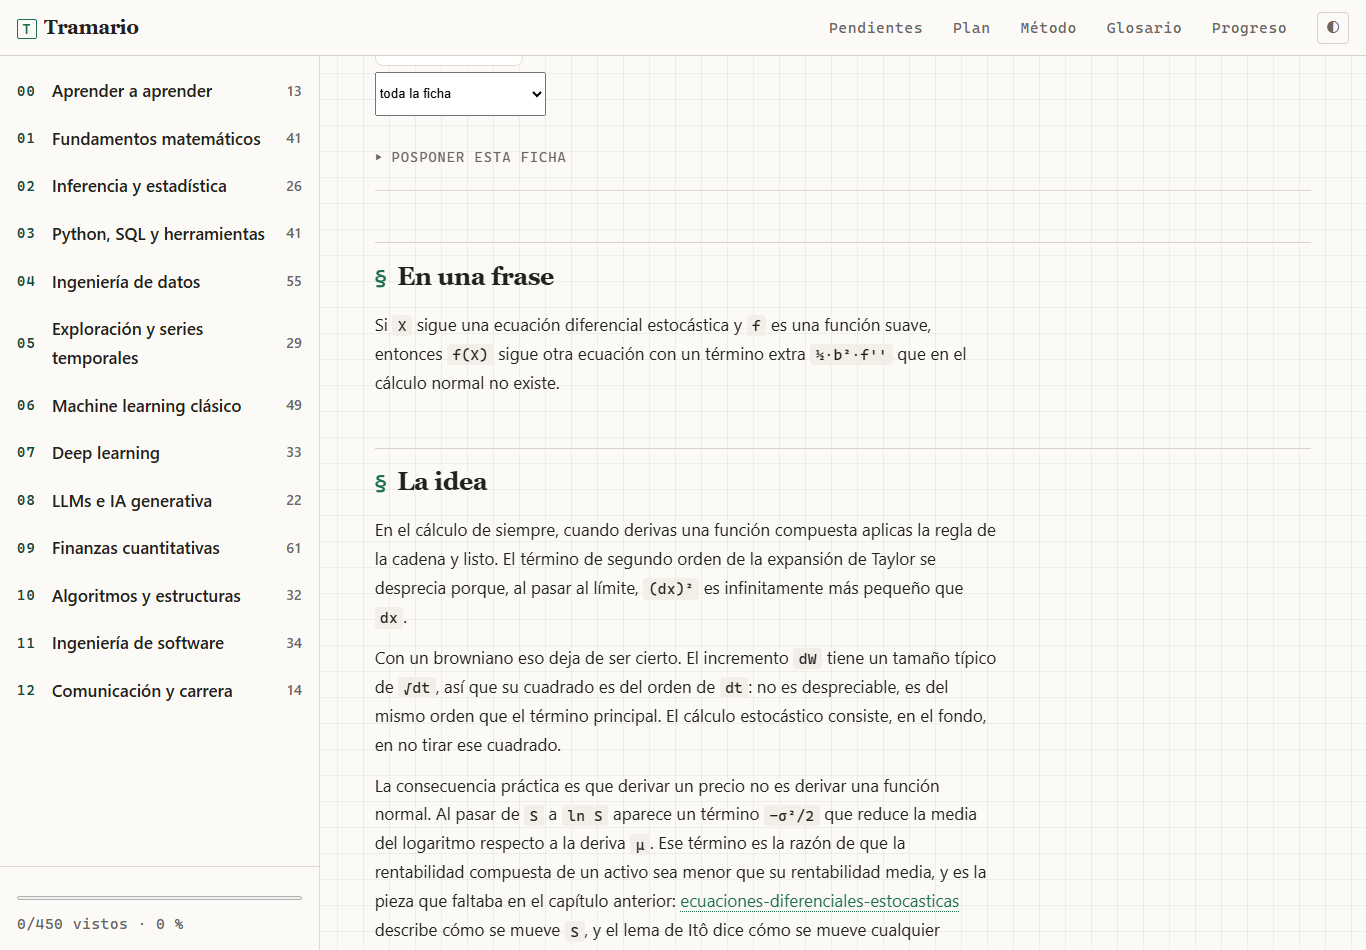 T Tramario
Pendientes Plan Método Glosario Progreso
00 Aprender a aprender 13
01 Fundamentos matemáticos 41
02 Inferencia y estadística 26
03 Python, SQL y herramientas 41
04 Ingeniería de datos 55
05 Exploración y series temporales 29
06 Machine learning clásico 49
07 Deep learning 33
08 LLMs e IA generativa 22
09 Finanzas cuantitativas 61
10 Algoritmos y estructuras 32
11 Ingeniería de software 34
12 Comunicación y carrera 14
0/450 vistos · 0 %
toda la ficha
▸ POSPONER ESTA FICHA
§ En una frase
Si X sigue una ecuación diferencial estocástica y f es una función suave,
entonces f(X) sigue otra ecuación con un término extra ½·b²·f'' que en el
cálculo normal no existe.
§ La idea
En el cálculo de siempre, cuando derivas una función compuesta aplicas la regla de
la cadena y listo. El término de segundo orden de la expansión de Taylor se
desprecia porque, al pasar al límite, (dx)² es infinitamente más pequeño que
dx.
Con un browniano eso deja de ser cierto. El incremento dW tiene un tamaño típico
de √dt, así que su cuadrado es del orden de dt: no es despreciable, es del
mismo orden que el término principal. El cálculo estocástico consiste, en el fondo,
en no tirar ese cuadrado.
La consecuencia práctica es que derivar un precio no es derivar una función
normal. Al pasar de S a ln S aparece un término −σ²/2 que reduce la media
del logaritmo respecto a la deriva μ. Ese término es la razón de que la
rentabilidad compuesta de un activo sea menor que su rentabilidad media, y es la
pieza que faltaba en el capítulo anterior: ecuaciones-diferenciales-estocasticas
describe cómo se mueve S, y el lema de Itô dice cómo se mueve cualquier